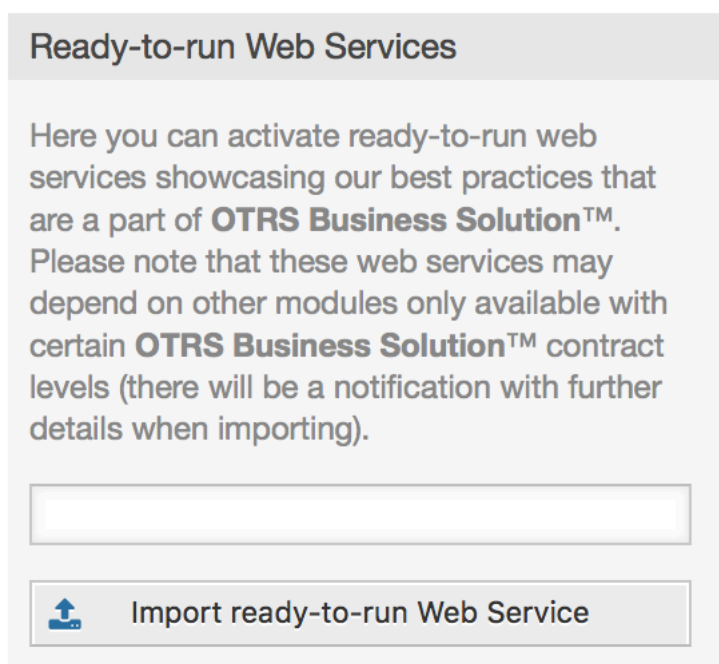 Ready-to-run Web Services
Here you can activate ready-to-run web
services showcasing our best practices that
are a part of OTRS Business Solution™.
Please note that these web services may
depend on other modules only available with
certain OTRS Business Solution™ contract
levels (there will be a notification with further
details when importing).
Import ready-to-run Web Service